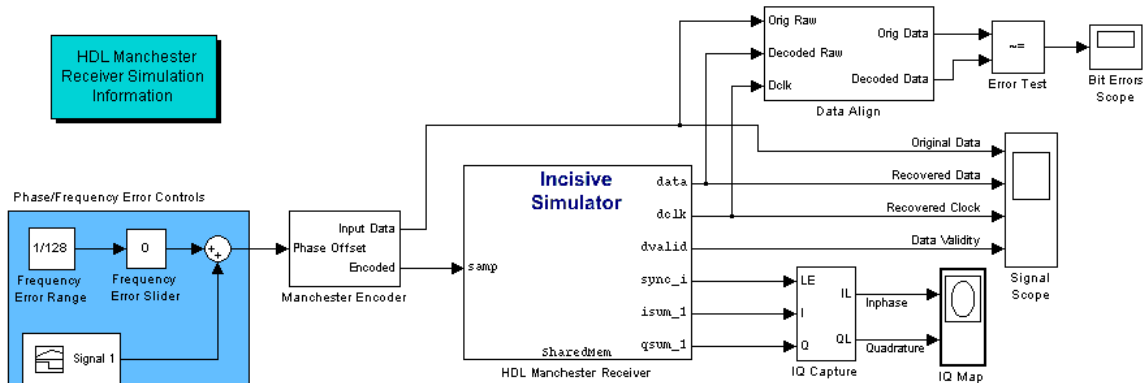 HDL Manchester
Receiver Simulation
Information
Orig Raw
Decoded Raw
Dclk
Orig Data
Decoded Data
Data Align
~=
Error Test
Bit Errors
Scope
Original Data
Recovered Data
Recovered Clock
Data Validity
Signal
Scope
Phase/Frequency Error Controls
1/128
Frequency
Error Range
0
Frequency
Error Slider
++
Signal 1
Input Data
Phase Offset
Encoded
Manchester Encoder
Incisive
Simulator
samp
data
dclk
dvalid
sync_i
isum_1
qsum_1
SharedMem
HDL Manchester Receiver
LE
I
Q
IL
QL
IQ Capture
Inphase
Quadrature
IQ Map